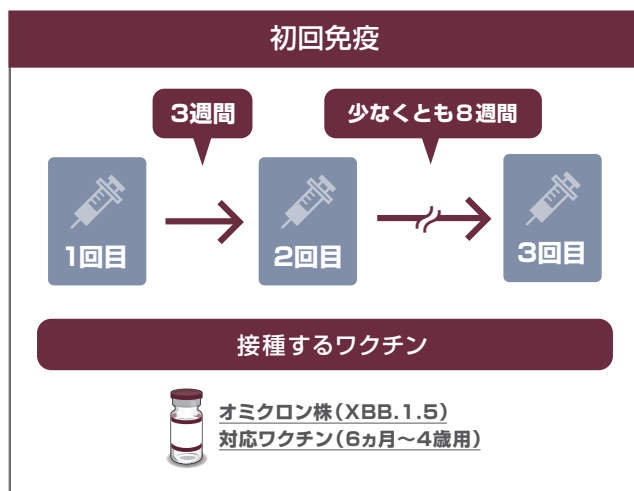 初回免疫
3週間
少なくとも8週間
1回目
2回目
3回目
接種するワクチン
オミクロン株(XBB.1.5)
対応ワクチン(6ヵ月～4歳用)